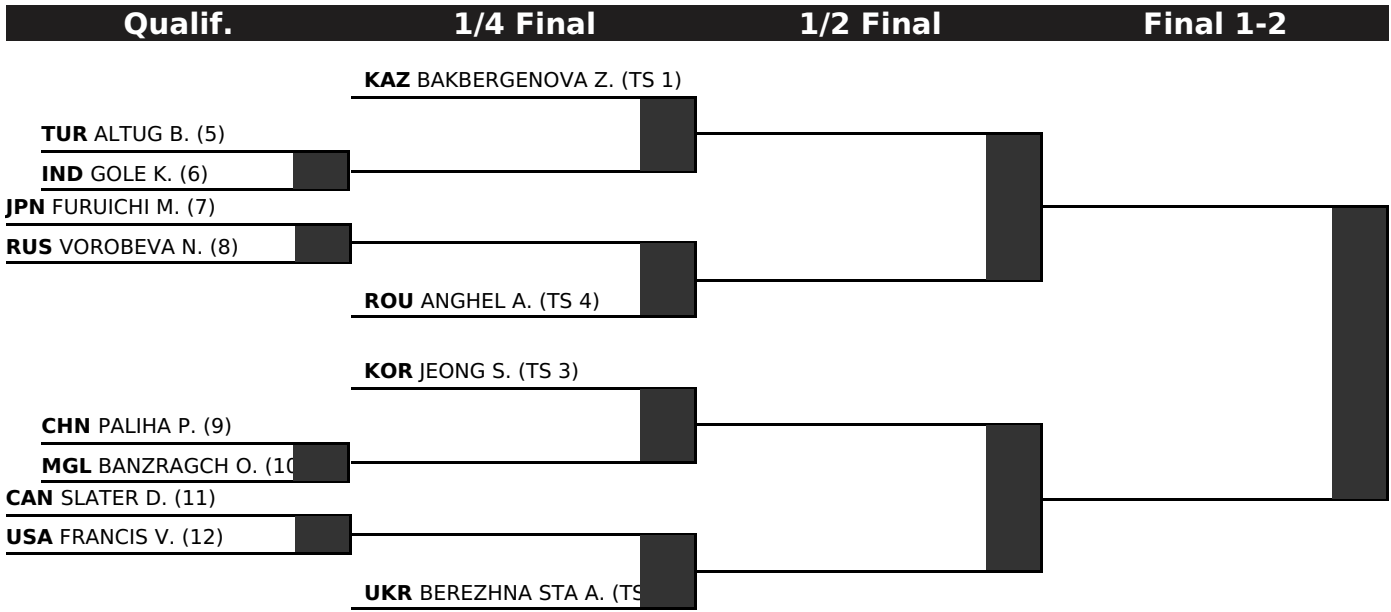 Qualif. 1/4 Final 1/2 Final Final 1-2
KAZ BAKBERGENOVA Z. (TS 1)
TUR ALTUG B. (5)
IND GOLE K. (6)
JPN FURUICHI M. (7)
RUS VOROBEVA N. (8)
ROU ANGHEL A. (TS 4)
KOR JEONG S. (TS 3)
CHN PALIHA P. (9)
MGL BANZRAGCH O. (10
CAN SLATER D. (11)
USA FRANCIS V. (12)
UKR BEREZHNA STA A. (TS